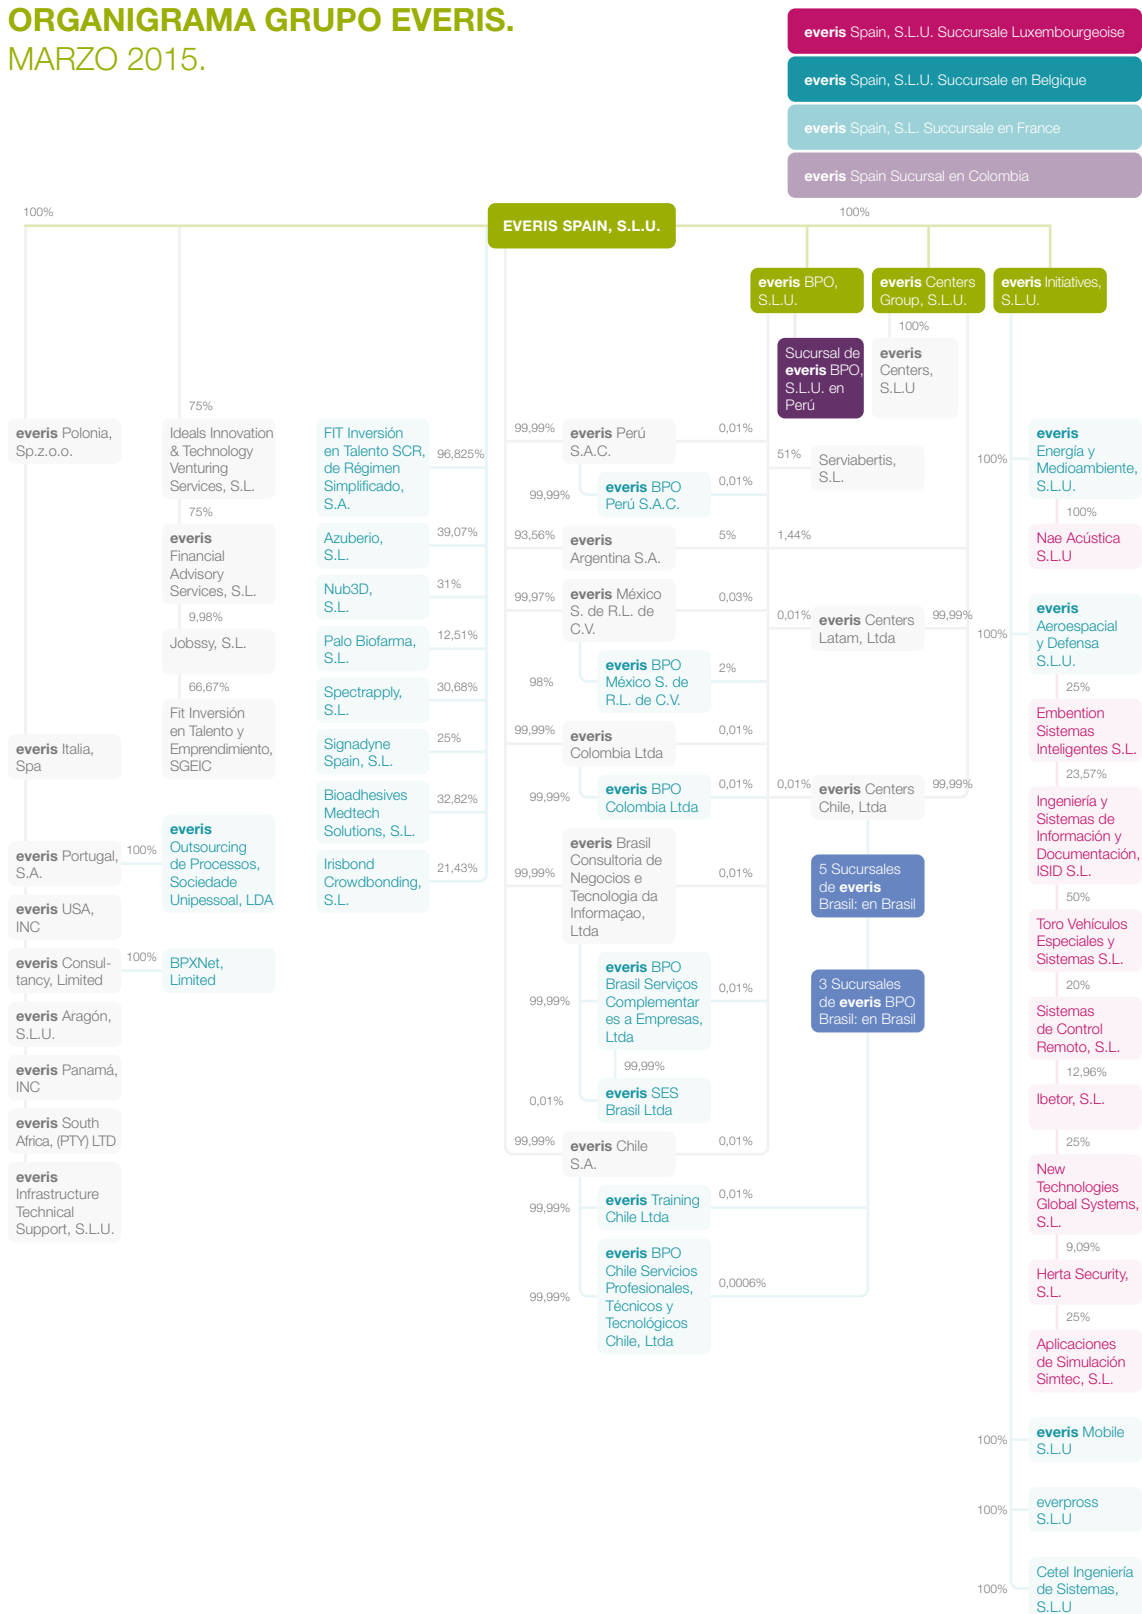 ORGANIGRAMA GRUPO EVERIS.
MARZO 2015.
everis Spain, S.L.U. Succursale Luxembourgeoise
everis Spain, S.L.U. Succursale en Belgique
everis Spain, S.L. Succursale en France
everis Spain Sucursal en Colombia
100%
EVERIS SPAIN, S.L.U.
100%
everis BPO,
S.L.U.
everis Centers
Group, S.L.U.
everis Initiatives,
S.L.U.
Sucursal de
everis BPO,
S.L.U. en
Perú
100%
everis
Centers,
S.L.U
everis Polonia,
Sp.z.o.o.
everis Italia,
Spa
everis Portugal,
S.A.
100%
everis
Outsourcing
de Processos,
Sociedade
Unipessoal, LDA
everis USA,
INC
everis Consul-
tancy, Limited
100%
BPXNet,
Limited
everis Aragón,
S.L.U.
everis Panamá,
INC
everis South
Africa, (PTY) LTD
everis
Infrastructure
Technical
Support, S.L.U.
75%
Ideals Innovation
& Technology
Venturing
Services, S.L.
75%
everis
Financial
Advisory
Services, S.L.
9,98%
Jobssy, S.L.
66,67%
Fit Inversión
en Talento y
Emprendimiento,
SGEIC
FIT Inversión
en Talento SCR,
de Régimen
Simplificado,
S.A.
96,825%
Azuberio,
S.L.
39,07%
Nub3D,
S.L.
31%
Palo Biofarma,
S.L.
12,51%
Spectrapply,
S.L.
30,68%
Signadyne
Spain, S.L.
25%
Bioadhesives
Medtech
Solutions, S.L.
32,82%
Irisbond
Crowdbonding,
S.L.
21,43%
99,99%
everis Perú
S.A.C.
0,01%
99,99%
everis BPO
Perú S.A.C.
0,01%
93,56%
everis
Argentina S.A.
5%
1,44%
99,97%
everis México
S. de R.L. de
C.V.
0,03%
98%
everis BPO
México S. de
R.L. de C.V.
2%
99,99%
everis
Colombia Ltda
0,01%
99,99%
everis BPO
Colombia Ltda
0,01%
99,99%
everis Brasil
Consultoria de
Negocios e
Tecnologia da
Informaçao,
Ltda
0,01%
99,99%
everis BPO
Brasil Serviços
Complementar
es a Empresas,
Ltda
0,01%
99,99%
0,01%
everis SES
Brasil Ltda
99,99%
everis Chile
S.A.
0,01%
99,99%
everis Training
Chile Ltda
0,01%
99,99%
everis BPO
Chile Servicios
Profesionales,
Técnicos y
Tecnológicos
Chile, Ltda
0,0006%
51%
Serviabertis,
S.L.
0,01%
everis Centers
Latam, Ltda
99,99%
0,01%
everis Centers
Chile, Ltda
99,99%
5 Sucursales
de everis
Brasil: en Brasil
3 Sucursales
de everis BPO
Brasil: en Brasil
100%
everis
Energía y
Medioambiente,
S.L.U.
100%
Nae Acústica
S.L.U
100%
everis
Aeroespacial
y Defensa
S.L.U.
25%
Embention
Sistemas
Inteligentes S.L.
23,57%
Ingeniería y
Sistemas de
Información y
Documentación,
ISID S.L.
50%
Toro Vehículos
Especiales y
Sistemas S.L.
20%
Sistemas
de Control
Remoto, S.L.
12,96%
Ibetor, S.L.
25%
New
Technologies
Global Systems,
S.L.
9,09%
Herta Security,
S.L.
25%
Aplicaciones
de Simulación
Simtec, S.L.
100%
everis Mobile
S.L.U
100%
everpross
S.L.U
100%
Cetel Ingeniería
de Sistemas,
S.L.U